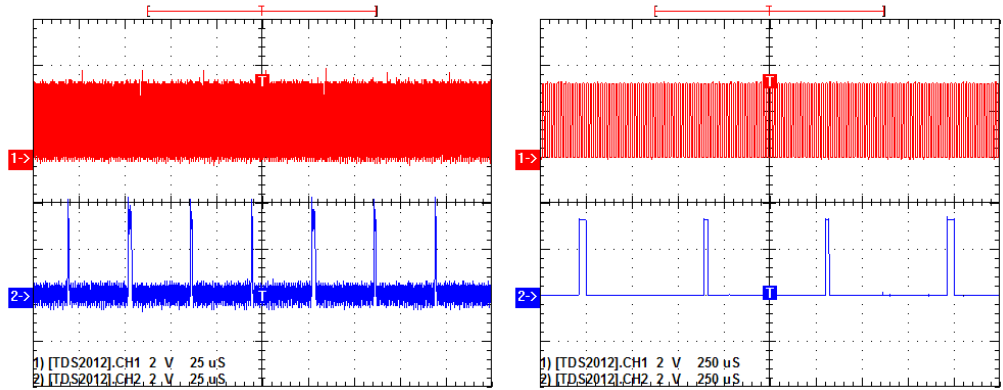 T
1->
T
2->
T
1) [TDS2012].CH1 2 V 25 uS
2) [TDS2012].CH2 2 V 25 uS
T
1->
T
2->
T
1) [TDS2012].CH1 2 V 250 uS
2) [TDS2012].CH2 2 V 250 uS